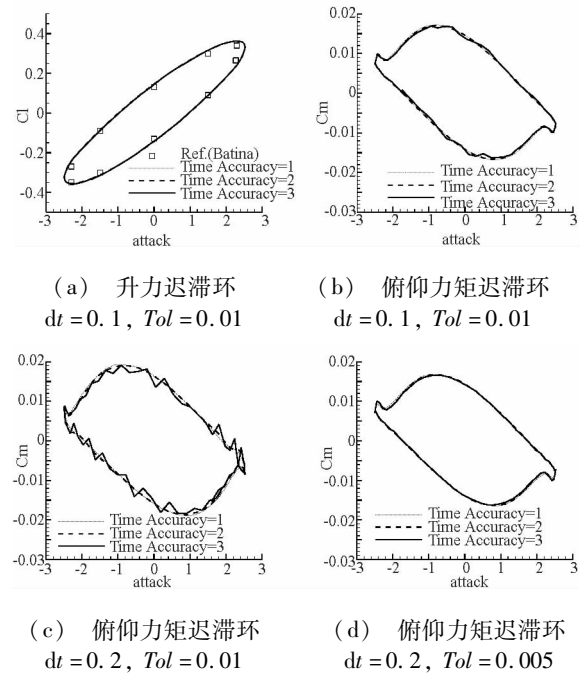 0.4
0.2
0
-0.2
-0.4
Cl
Ref.(Batina)
Time Accuracy=1
Time Accuracy=2
Time Accuracy=3
-3 -2 -1 0 1 2 3
attack
(a) 升力迟滞环
dt=0.1, Tol=0.01
0.02
0.01
0
-0.01
-0.02
-0.03
Cm
Time Accuracy=1
Time Accuracy=2
Time Accuracy=3
-3 -2 -1 0 1 2 3
attack
(b) 俯仰力矩迟滞环
dt=0.1, Tol=0.01
0.02
0.01
0
-0.01
-0.02
-0.03
Cm
Time Accuracy=1
Time Accuracy=2
Time Accuracy=3
-3 -2 -1 0 1 2 3
attack
(c) 俯仰力矩迟滞环
dt=0.2, Tol=0.01
0.02
0.01
0
-0.01
-0.02
-0.03
Cm
Time Accuracy=1
Time Accuracy=2
Time Accuracy=3
-3 -2 -1 0 1 2 3
attack
(d) 俯仰力矩迟滞环
dt=0.2, Tol=0.005